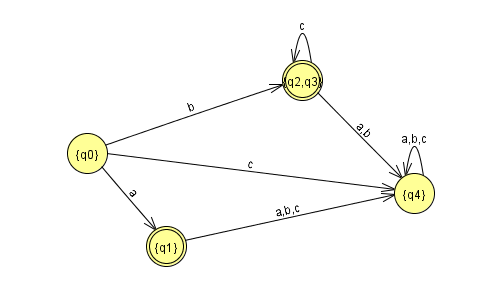 c
{q2,q3}
b
a,b
a,b,c
{q0}
c
{q4}
a
a,b,c
{q1}